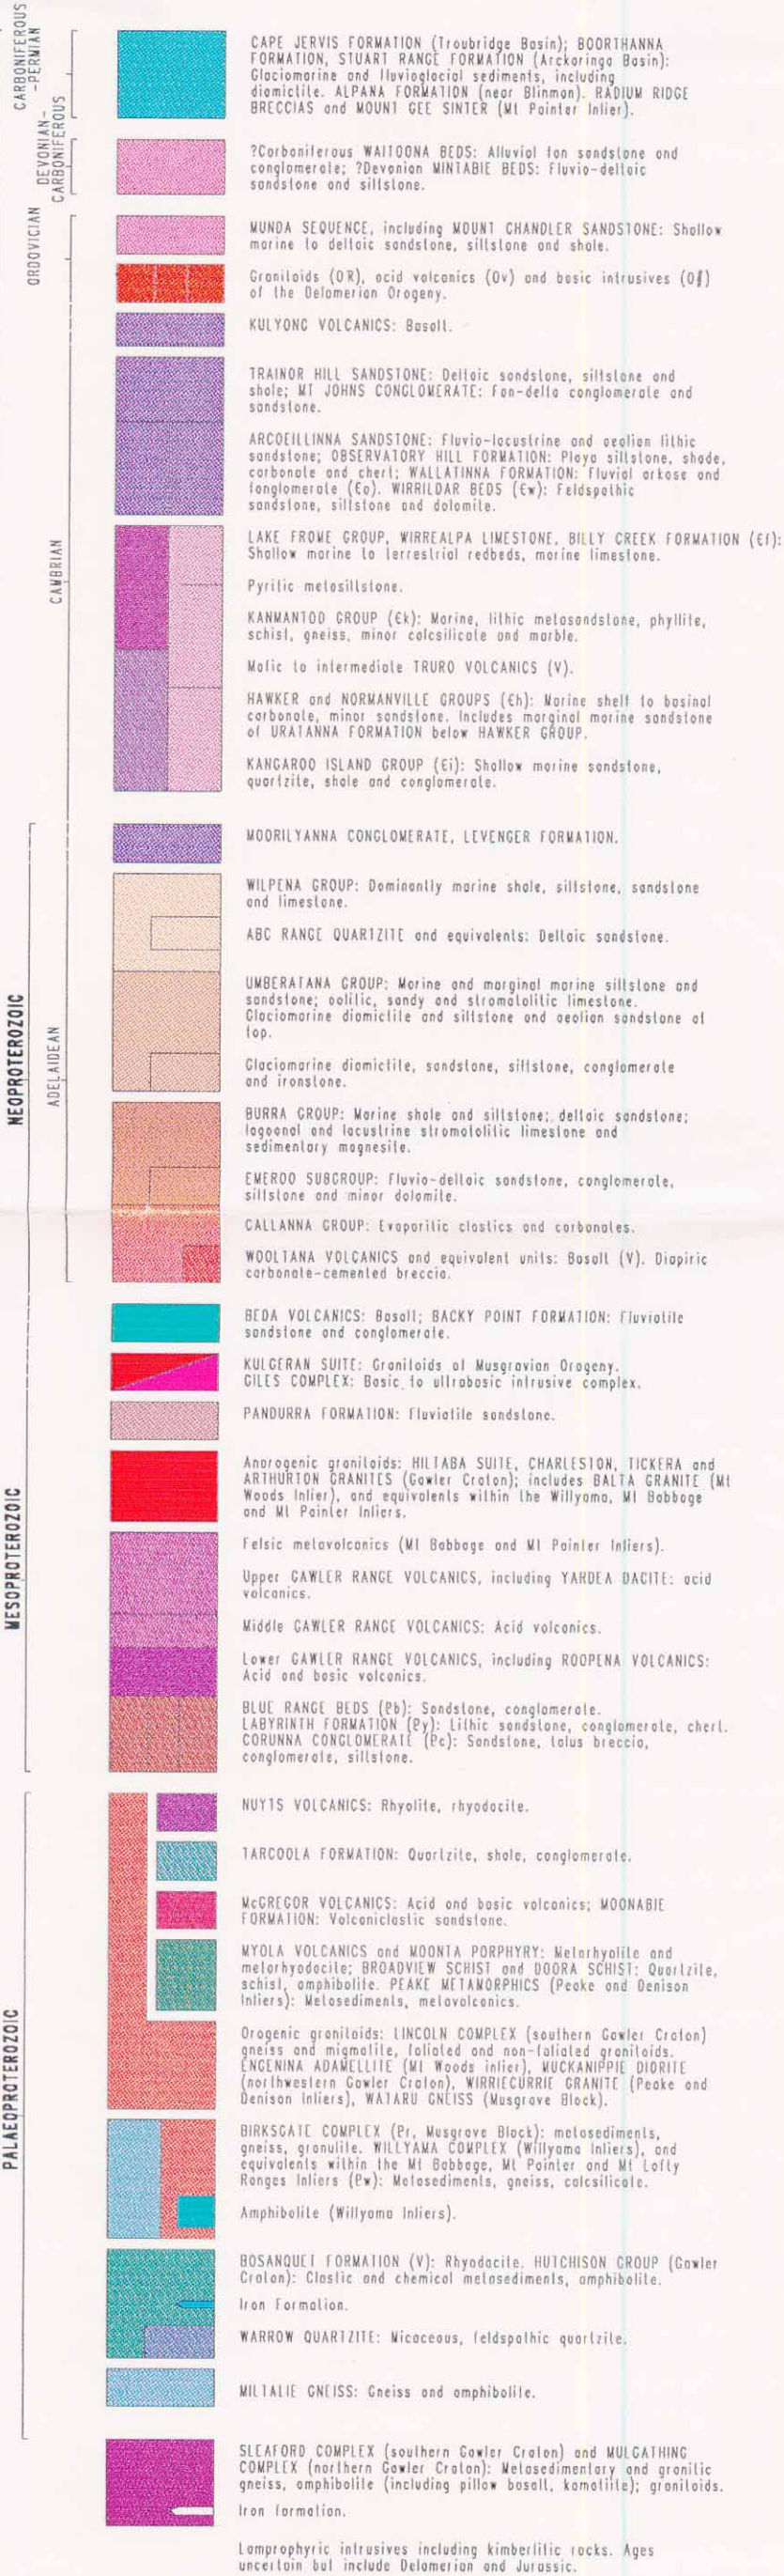 CARBONIFEROUS
-PERMIAN
CAPE JERVIS FORMATION (Troubridge Basin); BOORTHANNA
FORMATION, STUART RANGE FORMATION (Arckaringa Basin):
Glaciomarine and fluvioglacial sediments, including
diamictite. ALPANA FORMATION (near Blinman). RADIUM RIDGE
BRECCIAS and MOUNT GEE SINTER (Mt Painter Inlier).
DEVONIAN-
CARBONIFEROUS
?Carboniferous WAITOONA BEDS: Alluvial fan sandstone and
conglomerate; ?Devonian MINTABIE BEDS: Fluvio-deltaic
sandstone and siltstone.
ORDOVICIAN
MUNDA SEQUENCE, including MOUNT CHANDLER SANDSTONE: Shallow
marine to deltaic sandstone, siltstone and shale.
Granitoids (OR), acid volcanics (Ov) and basic intrusives (Oβ)
of the Delamerian Orogeny.
CAMBRIAN
KULYONG VOLCANICS: Basalt.
TRAINOR HILL SANDSTONE: Deltaic sandstone, siltstone and
shale; MT JOHNS CONGLOMERATE: Fan-delta conglomerate and
sandstone.
ARCOEILLINNA SANDSTONE: Fluvio-lacustrine and aeolian lithic
sandstone; OBSERVATORY HILL FORMATION: Playa siltstone, shade,
carbonate and chert; WALLATINNA FORMATION: Fluvial arkose and
fanglomerate (Єo). WIRRILDAR BEDS (Єw): Feldspathic
sandstone, siltstone and dolomite.
LAKE FROME GROUP, WIRREALPA LIMESTONE, BILLY CREEK FORMATION (Єf):
Shallow marine to terrestrial redbeds, marine limestone.
Pyritic metasiltstone.
KANMANTOO GROUP (Єk): Marine, lithic metasandstone, phyllite,
schist, gneiss, minor calcsilicate and marble.
Mafic to intermediate TRURO VOLCANICS (V).
HAWKER and NORMANVILLE GROUPS (Єh): Marine shelf to basinal
carbonate, minor sandstone. Includes marginal marine sandstone
of URATANNA FORMATION below HAWKER GROUP.
KANGAROO ISLAND GROUP (Єi): Shallow marine sandstone,
quartzite, shale and conglomerate.
NEOPROTEROZOIC
ADELAIDEAN
MOORILYANNA CONGLOMERATE, LEVENGER FORMATION.
WILPENA GROUP: Dominantly marine shale, siltstone, sandstone
and limestone.
ABC RANGE QUARTZITE and equivalents: Deltaic sandstone.
UMBERATANA GROUP: Marine and marginal marine siltstone and
sandstone; oolitic, sandy and stromatolitic limestone.
Glaciomarine diamictite and siltstone and aeolian sandstone at
top.
Glaciomarine diamictite, sandstone, siltstone, conglomerate
and ironstone.
BURRA GROUP: Marine shale and siltstone; deltaic sandstone;
lagoonal and lacustrine stromatolitic limestone and
sedimentary magnesite.
EMEROO SUBGROUP: Fluvio-deltaic sandstone, conglomerate,
siltstone and minor dolomite.
CALLANNA GROUP: Evaporitic clastics and carbonates.
WOOLTANA VOLCANICS and equivalent units: Basalt (V). Diapiric
carbonate-cemented breccia.
MESOPROTEROZOIC
BEDA VOLCANICS: Basalt; BACKY POINT FORMATION: Fluviatile
sandstone and conglomerate.
KULGERAN SUITE: Granitoids of Musgravian Orogeny.
GILES COMPLEX: Basic to ultrabasic intrusive complex.
PANDURRA FORMATION: Fluviatile sandstone.
Anorogenic granitoids: HILTABA SUITE, CHARLESTON, TICKERA and
ARTHURTON GRANITES (Gawler Craton); includes BALTA GRANITE (Mt
Woods Inlier), and equivalents within the Willyama, Mt Babbage
and Mt Painter Inliers.
Felsic metavolcanics (Mt Babbage and Mt Painter Inliers).
Upper GAWLER RANGE VOLCANICS, including YARDEA DACITE: acid
volcanics.
Middle GAWLER RANGE VOLCANICS: Acid volcanics.
Lower GAWLER RANGE VOLCANICS, including ROOPENA VOLCANICS:
Acid and basic volcanics.
BLUE RANGE BEDS (Pb): Sandstone, conglomerate.
LABYRINTH FORMATION (Py): Lithic sandstone, conglomerate, chert.
CORUNNA CONGLOMERATE (Pc): Sandstone, talus breccia,
conglomerate, siltstone.
PALAEOPROTEROZOIC
NUYTS VOLCANICS: Rhyolite, rhyodacite.
TARCOOLA FORMATION: Quartzite, shale, conglomerate.
McGREGOR VOLCANICS: Acid and basic volcanics; MOONABIE
FORMATION: Volcaniclastic sandstone.
MYOLA VOLCANICS and MOONTA PORPHYRY: Metarhyolite and
metarhyodacite; BROADVIEW SCHIST and DOORA SCHIST: Quartzite,
schist, amphibolite. PEAKE METAMORPHICS (Peake and Denison
Inliers): Metasediments, metavolcanics.
Orogenic granitoids: LINCOLN COMPLEX (southern Gawler Craton)
gneiss and migmatite, foliated and non-foliated granitoids.
ENGENINA ADAMELLITE (Mt Woods inlier), MUCKANIPPIE DIORITE
(northwestern Gawler Craton), WIRRIECURRIE GRANITE (Peake and
Denison Inliers), WATARU GNEISS (Musgrave Block).
BIRKSGATE COMPLEX (Pr, Musgrave Block): metasediments,
gneiss, granulite. WILLYAMA COMPLEX (Willyama Inliers), and
equivalents within the Mt Babbage, Mt Painter and Mt Lofty
Ranges Inliers (Pw): Metasediments, gneiss, calcsilicate.
Amphibolite (Willyama Inliers).
BOSANQUET FORMATION (V): Rhyodacite. HUTCHISON GROUP (Gawler
Craton): Clastic and chemical metasediments, amphibolite.
Iron Formation.
WARROW QUARTZITE: Micaceous, feldspathic quartzite.
MILTALIE GNEISS: Gneiss and amphibolite.
SLEAFORD COMPLEX (southern Gawler Craton) and MULGATHING
COMPLEX (northern Gawler Craton): Metasedimentary and granitic
gneiss, amphibolite (including pillow basalt, komatiite); granitoids.
Iron formation.
Lamprophyric intrusives including kimberlitic rocks. Ages
uncertain but include Delamerian and Jurassic.